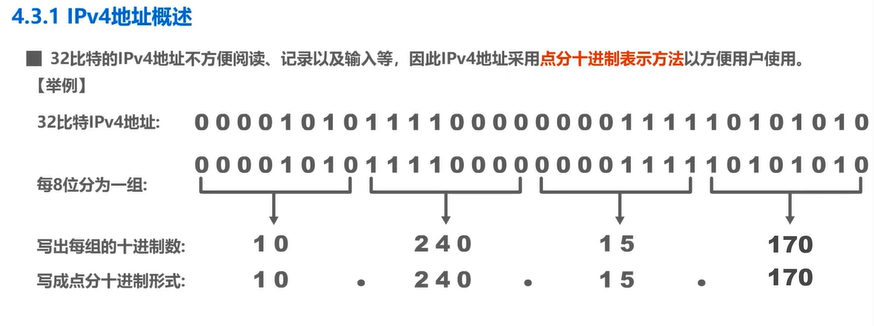 4.3.1 IPv4地址概述
32比特的IPv4地址不方便阅读、记录以及输入等，因此IPv4地址采用点分十进制表示方法以方便用户使用。
【举例】
32比特IPv4地址: 00001010111100000000111110101010
每8位分为一组: 00001010111100000000111110101010
写出每组的十进制数: 10 240 15 170
写成点分十进制形式: 10 . 240 . 15 . 170